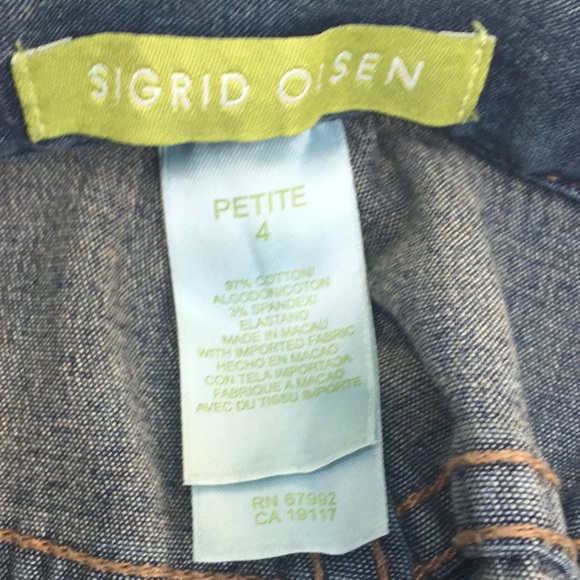 SIGRID OLSEN
PETITE
4
97% COTTON/
ALGODON/COTON
3% SPANDEX/
ELASTANO
MADE IN MACAU
WITH IMPORTED FABRIC
HECHO EN MACAO
CON TELA IMPORTADA
FABRIQUE A MACAO
AVEC DU TISSU IMPORTE
RN 67992
CA 19117